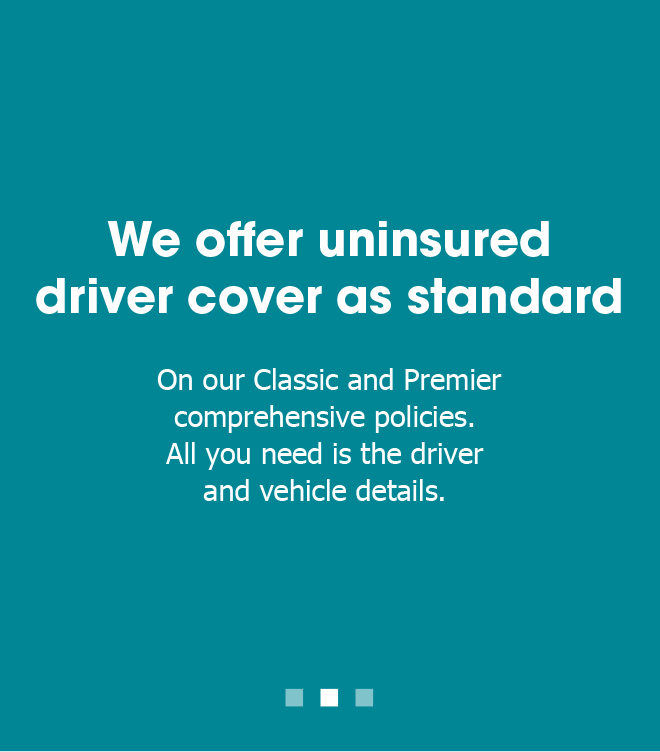 We offer uninsured
driver cover as standard
On our Classic and Premier
comprehensive policies.
All you need is the driver
and vehicle details.